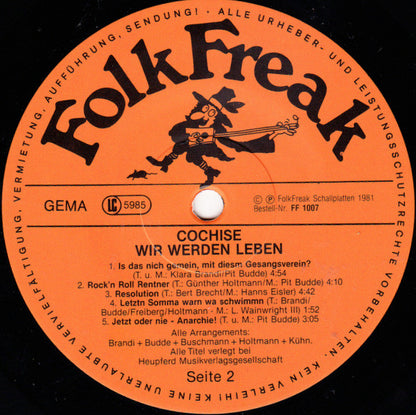 KEINE UNERLAUBTE VERVIELFÄLTIGUNG, VERMIETUNG, AUFFÜHRUNG, SENDUNG! · ALLE URHEBER- UND LEISTUNGSSCHUTZRECHTE VORBEHALTEN · KEIN VERLEIH!
FolkFreak
GEMA
LC 5985
© ℗ FolkFreak Schallplatten 1981
Bestell-Nr. FF 1007
COCHISE
WIR WERDEN LEBEN
1. Is das nich gemein, mit diesm Gesangsverein?
(T. u. M.: Klara Brandi/Pit Budde) 4:54
2. Rock'n Roll Rentner (T.: Günther Holtmann/M.: Pit Budde) 4:10
3. Resolution (T.: Bert Brecht/M.: Hanns Eisler) 4:22
4. Letztn Somma warn wa schwimmn (T.: Brandi/
Budde/Freiberg/Holtmann · M.: L. Wainwright III) 1:52
5. Jetzt oder nie - Anarchie! (T. u. M.: Pit Budde) 3:05
Alle Arrangements:
Brandi + Budde + Buschmann + Holtmann + Kühn.
Alle Titel verlegt bei
Heupferd Musikverlagsgesellschaft
Seite 2